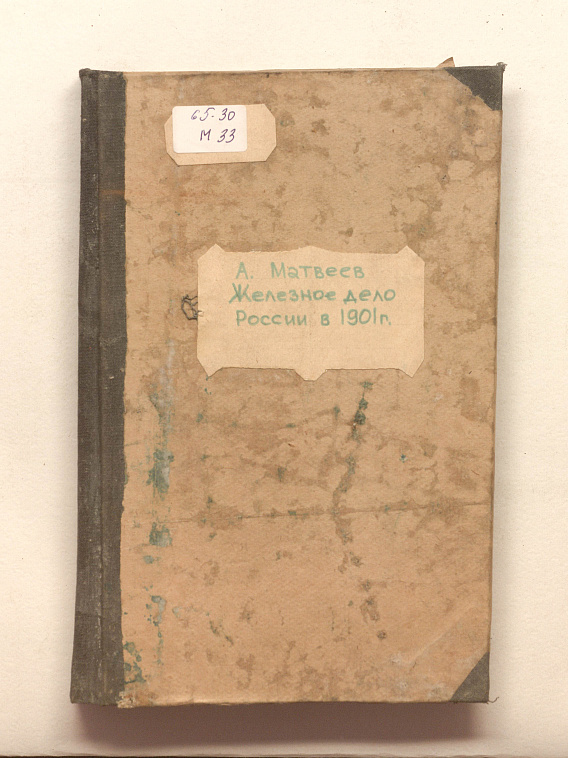 65.30
М 33
А. Матвеев
Железное дело
России в 1901г.